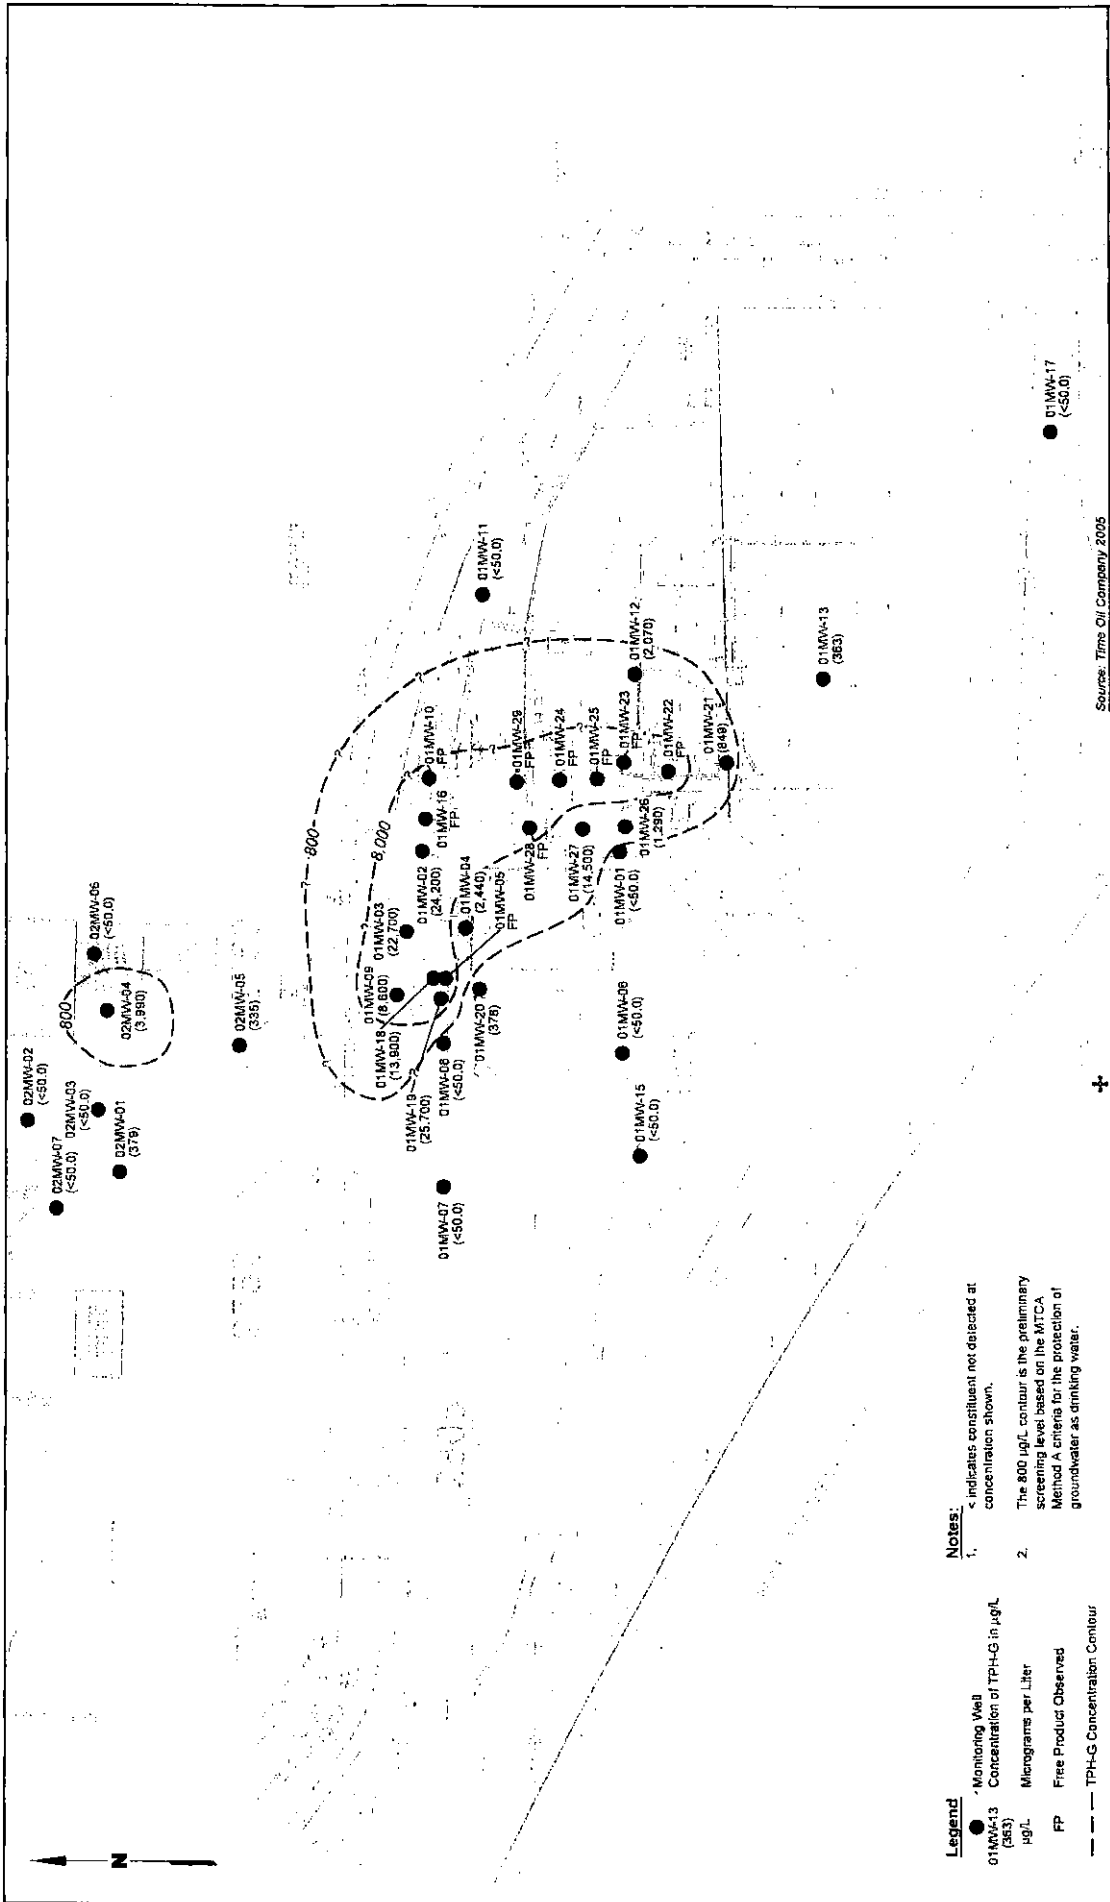 N
02MW-07
(<50.0)
02MW-02
(<50.0)
02MW-03
(<50.0)
02MW-01
(379)
02MW-06
(<50.0)
800
02MW-04
(3,990)
02MW-05
(335)
800
8,000
01MW-03
(22,700)
01MW-09
(8,600)
01MW-18
(13,900)
01MW-19
(25,700)
01MW-08
(<50.0)
01MW-07
(<50.0)
01MW-20
(378)
01MW-02
(24,200)
01MW-16
FP
01MW-10
FP
01MW-04
(2,440)
01MW-05
FP
01MW-11
(<50.0)
01MW-29
FP
01MW-28
FP
01MW-24
FP
01MW-27
(14,500)
01MW-25
FP
01MW-23
FP
01MW-12
(2,070)
01MW-01
(<50.0)
01MW-26
(1,290)
01MW-22
FP
01MW-21
(849)
01MW-06
(<50.0)
01MW-15
(<50.0)
01MW-13
(363)
01MW-17
(<50.0)
Legend
Monitoring Well
01MW-13 Concentration of TPH-G in µg/L
(363)
µg/L Micrograms per Liter
FP Free Product Observed
TPH-G Concentration Contour
Notes:
1. < indicates constituent not detected at
concentration shown.
2. The 800 µg/L contour is the preliminary
screening level based on the MTCA
Method A criteria for the protection of
groundwater as drinking water.
Source: Time Oil Company 2005